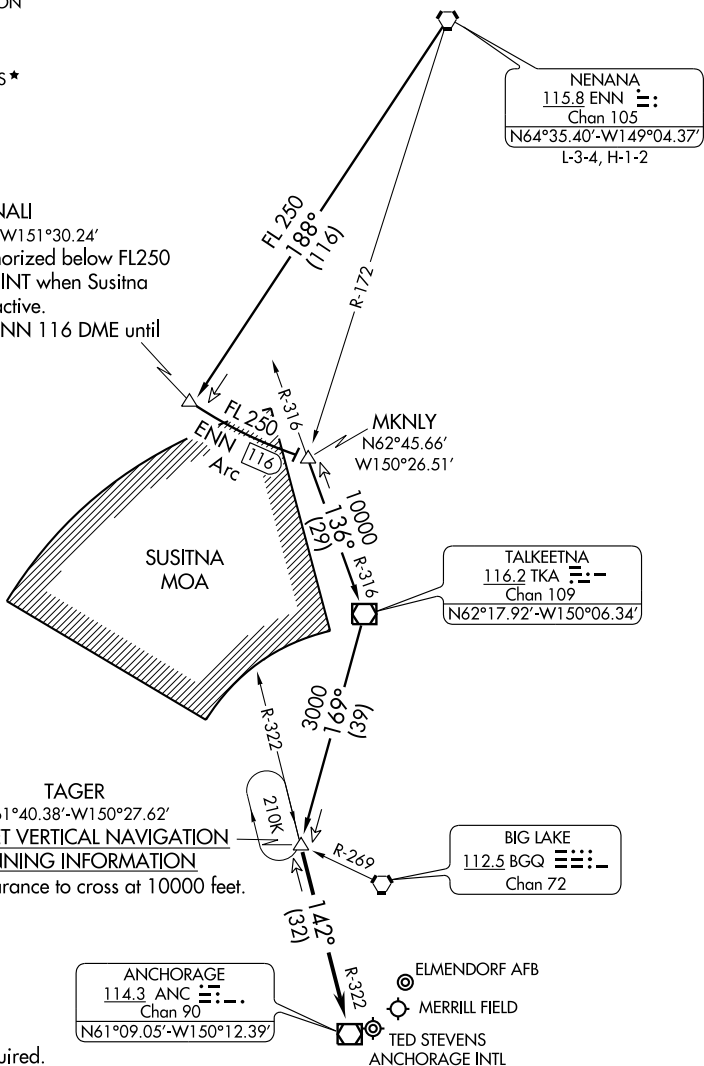 ON
S★
NENANA
115.8 ENN
Chan 105
N64°35.40'-W149°04.37'
L-3-4, H-1-2
FL 250
188°
(116)
R-172
NALI
W151°30.24'
horized below FL250
INT when Susitna
active.
NN 116 DME until
FL 250
ENN
Arc
116
R-316
MKNLY
N62°45.66'
W150°26.51'
10000
136°
(29)
R-316
SUSITNA
MOA
TALKEETNA
116.2 TKA
Chan 109
N62°17.92'-W150°06.34'
3000
169°
(39)
R-322
TAGER
1°40.38'-W150°27.62'
T VERTICAL NAVIGATION
NNING INFORMATION
arance to cross at 10000 feet.
210K
R-269
BIG LAKE
112.5 BGQ
Chan 72
142°
(32)
R-322
ANCHORAGE
114.3 ANC
Chan 90
N61°09.05'-W150°12.39'
ELMENDORF AFB
MERRILL FIELD
TED STEVENS
ANCHORAGE INTL
uired.